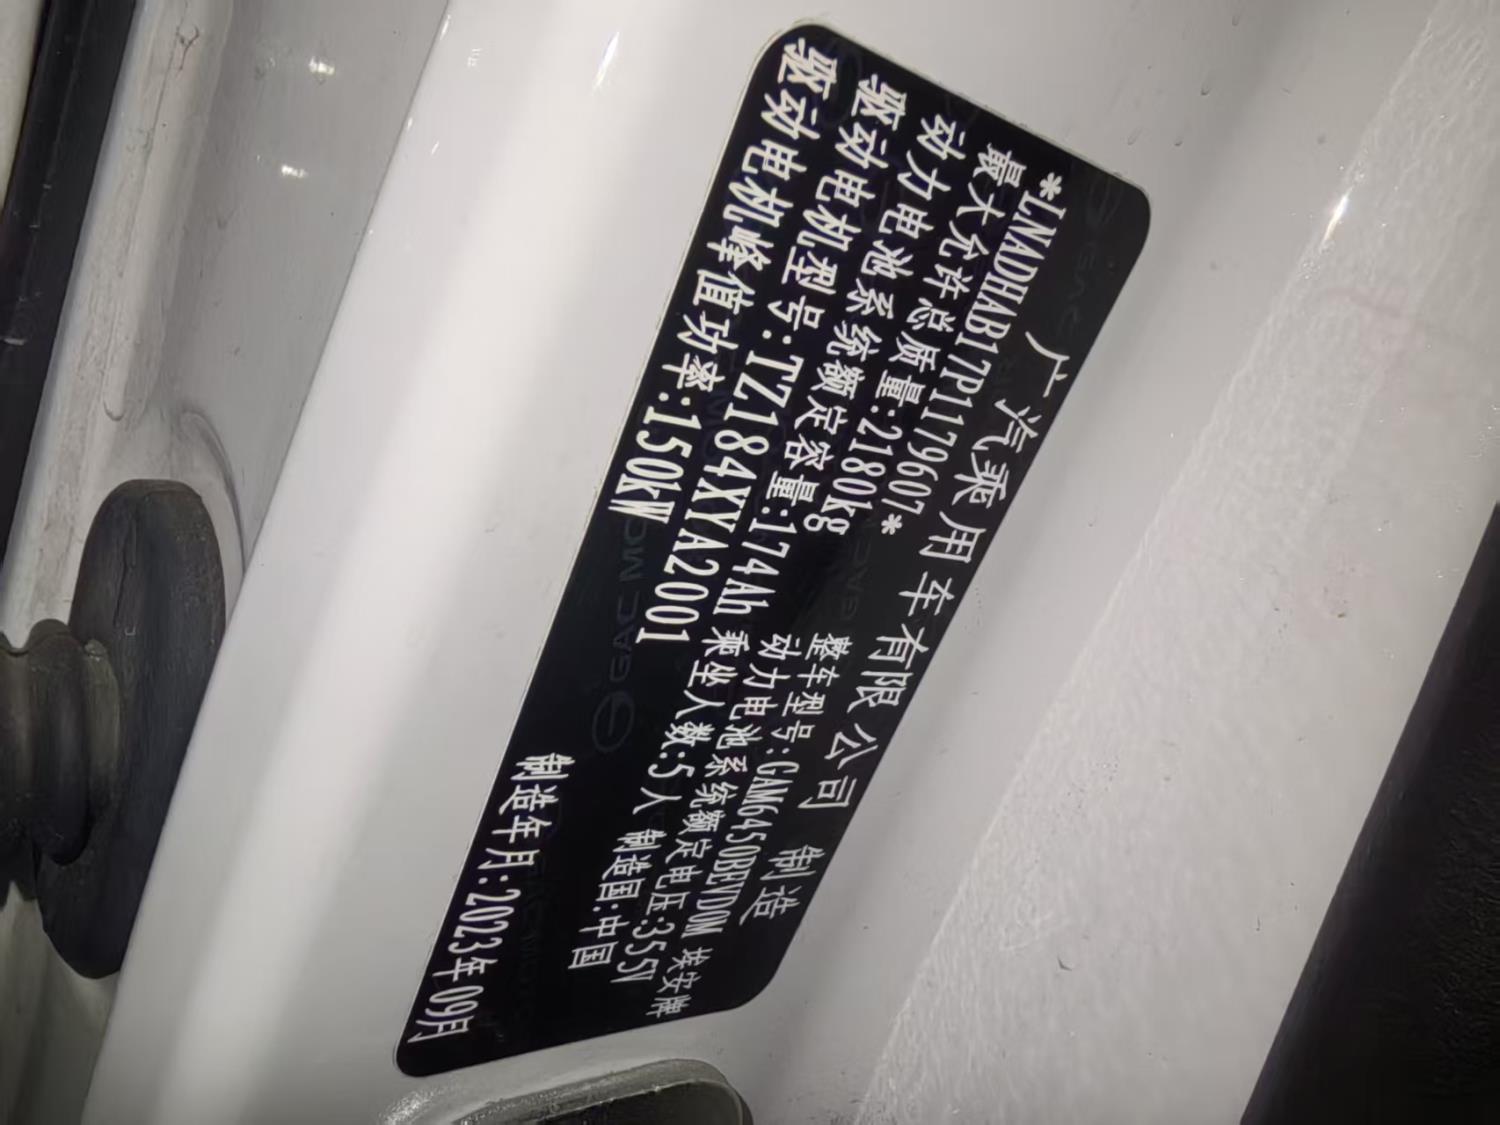 广汽乘用车有限公司 制造
*LNADHAB17P1179607* 整车型号:GAM6450BEVD0M 埃安牌
最大允许总质量:2180kg 动力电池系统额定电压:355V
动力电池系统额定容量:174Ah 乘坐人数:5人 制造国:中国
驱动电机型号:TZ184XYA2001
驱动电机峰值功率:150kW 制造年月:2023年09月
GAC MO